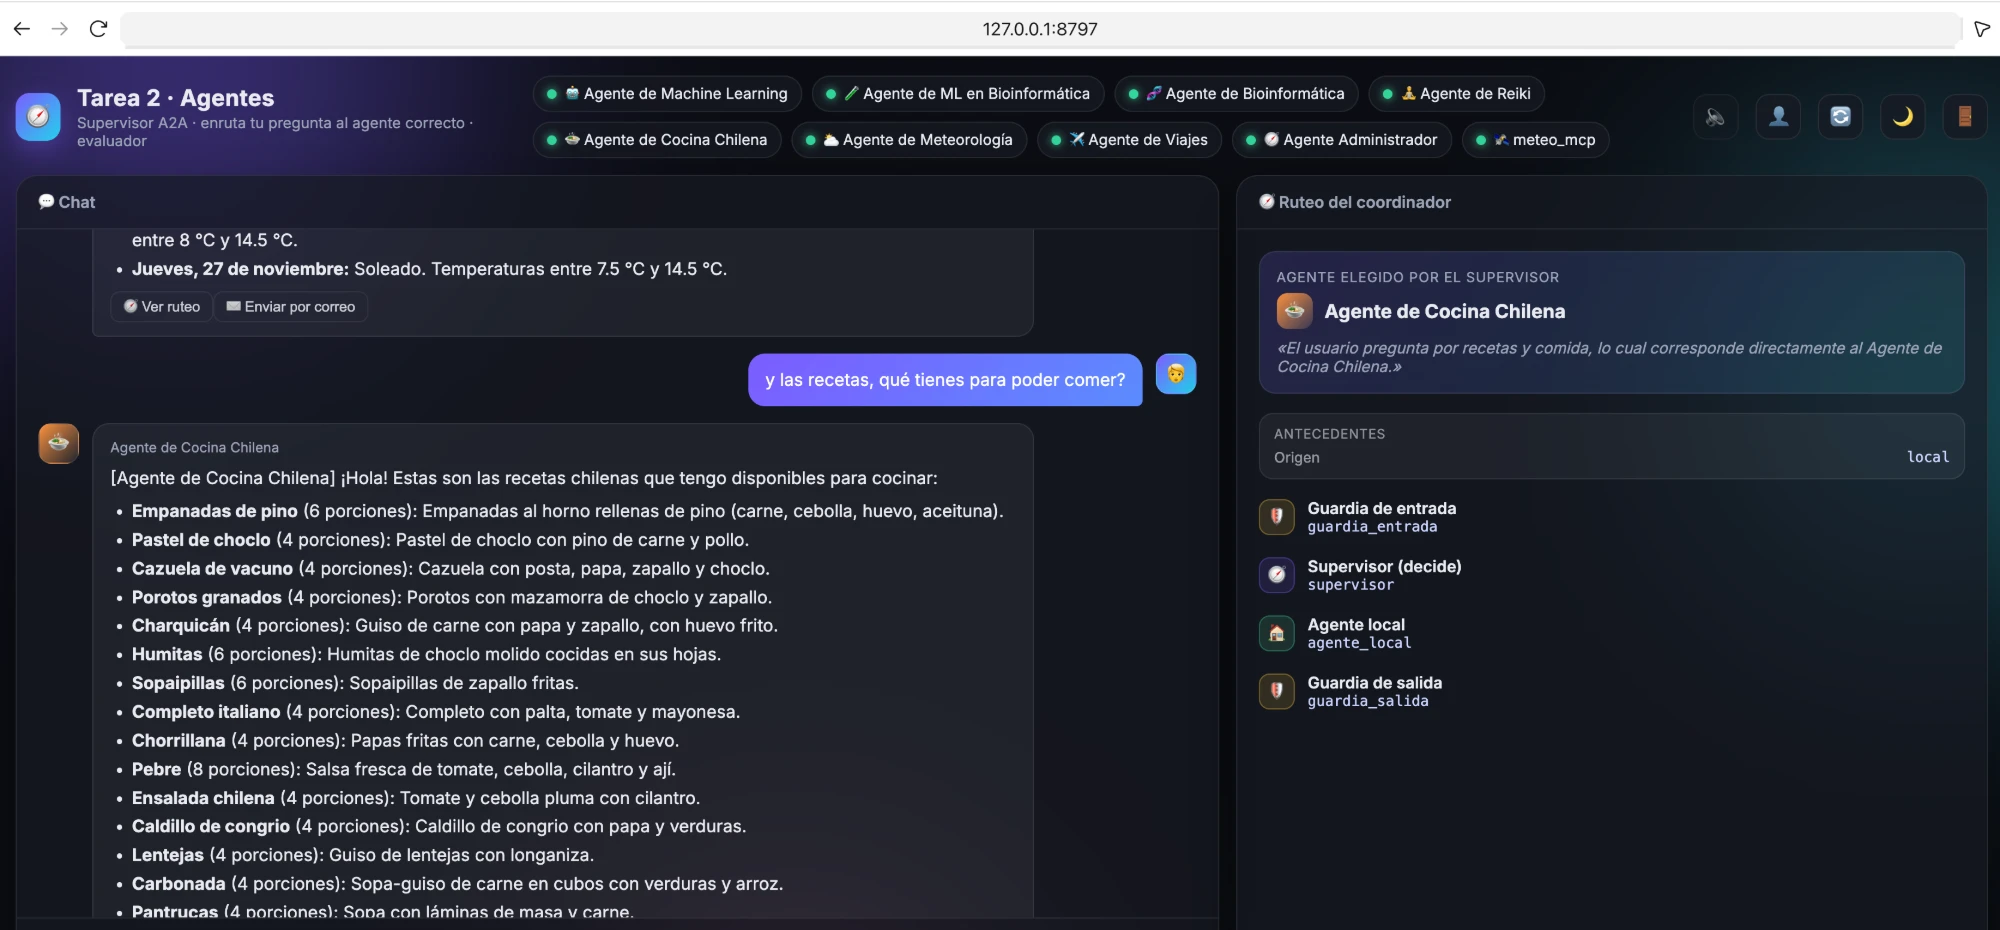 127.0.0.1:8797
Tarea 2 · Agentes
Supervisor A2A · enruta tu pregunta al agente correcto ·
evaluador
Agente de Machine Learning
Agente de ML en Bioinformática
Agente de Bioinformática
Agente de Reiki
Agente de Cocina Chilena
Agente de Meteorología
Agente de Viajes
Agente Administrador
meteo_mcp
Chat
entre 8 °C y 14.5 °C.
• Jueves, 27 de noviembre: Soleado. Temperaturas entre 7.5 °C y 14.5 °C.
Ver ruteo
Enviar por correo
y las recetas, qué tienes para poder comer?
Agente de Cocina Chilena
[Agente de Cocina Chilena] ¡Hola! Estas son las recetas chilenas que tengo disponibles para cocinar:
• Empanadas de pino (6 porciones): Empanadas al horno rellenas de pino (carne, cebolla, huevo, aceituna).
• Pastel de choclo (4 porciones): Pastel de choclo con pino de carne y pollo.
• Cazuela de vacuno (4 porciones): Cazuela con posta, papa, zapallo y choclo.
• Porotos granados (4 porciones): Porotos con mazamorra de choclo y zapallo.
• Charquicán (4 porciones): Guiso de carne con papa y zapallo, con huevo frito.
• Humitas (6 porciones): Humitas de choclo molido cocidas en sus hojas.
• Sopaipillas (6 porciones): Sopaipillas de zapallo fritas.
• Completo italiano (4 porciones): Completo con palta, tomate y mayonesa.
• Chorrillana (4 porciones): Papas fritas con carne, cebolla y huevo.
• Pebre (8 porciones): Salsa fresca de tomate, cebolla, cilantro y ají.
• Ensalada chilena (4 porciones): Tomate y cebolla pluma con cilantro.
• Caldillo de congrio (4 porciones): Caldillo de congrio con papa y verduras.
• Lentejas (4 porciones): Guiso de lentejas con longaniza.
• Carbonada (4 porciones): Sopa-guiso de carne en cubos con verduras y arroz.
• Pantrucas (4 porciones): Sopa con láminas de masa y carne.
Ruteo del coordinador
AGENTE ELEGIDO POR EL SUPERVISOR
Agente de Cocina Chilena
«El usuario pregunta por recetas y comida, lo cual corresponde directamente al Agente de
Cocina Chilena.»
ANTECEDENTES
Origen local
Guardia de entrada
guardia_entrada
Supervisor (decide)
supervisor
Agente local
agente_local
Guardia de salida
guardia_salida